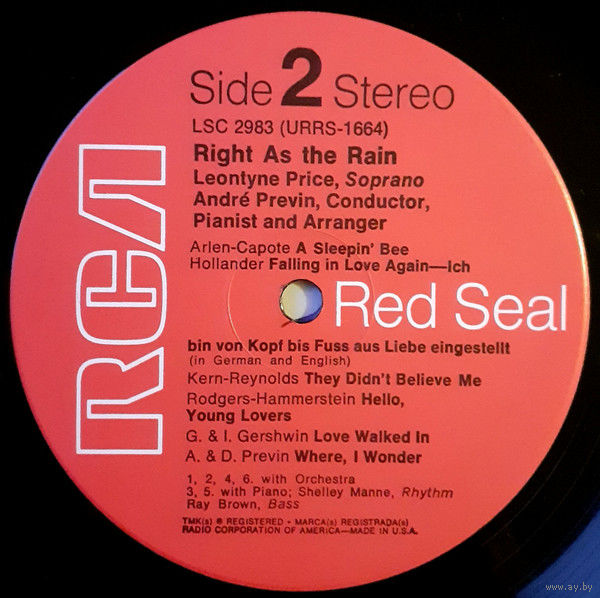 Side 2 Stereo
LSC 2983 (URRS-1664)
Right As the Rain
Leontyne Price, Soprano
André Previn, Conductor,
Pianist and Arranger
Arlen-Capote A Sleepin' Bee
Hollander Falling in Love Again—Ich
RCA
Red Seal
bin von Kopf bis Fuss aus Liebe eingestellt
(in German and English)
Kern-Reynolds They Didn't Believe Me
Rodgers-Hammerstein Hello,
Young Lovers
G. & I. Gershwin Love Walked In
A. & D. Previn Where, I Wonder
1, 2, 4, 6. with Orchestra
3, 5. with Piano; Shelley Manne, Rhythm
Ray Brown, Bass
TMK(s) ® REGISTERED • MARCA(s) REGISTRADA(s)
RADIO CORPORATION OF AMERICA—MADE IN U.S.A.
www.ay.by